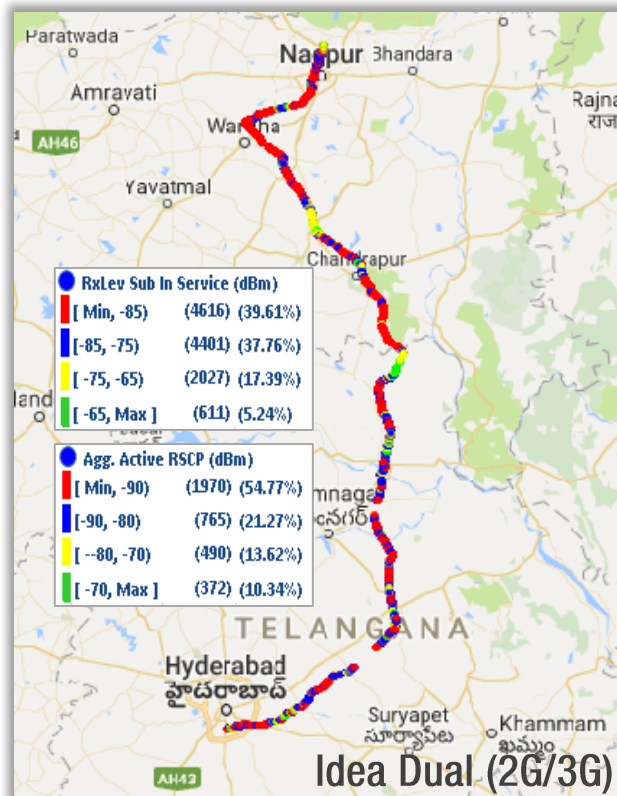 Paratwada
Nagpur
Bhandara
Amravati
Rajna
राज
Wardha
AH46
Yavatmal
Chandrapur
RxLev Sub In Service (dBm)
[ Min, -85) (4616) (39.61%)
[-85, -75) (4401) (37.76%)
[ -75, -65) (2027) (17.39%)
[ -65, Max ] (611) (5.24%)
and
Agg. Active RSCP (dBm)
[ Min, -90) (1970) (54.77%)
[-90, -80) (765) (21.27%)
[ --80, -70) (490) (13.62%)
[ -70, Max ] (372) (10.34%)
mnagar
ంనగర్
TELANGANA
Hyderabad
హైదరాబాద్
Suryapet
సూర్యాపేట
Khammam
ఖమ్మం
AH43
Idea Dual (2G/3G)